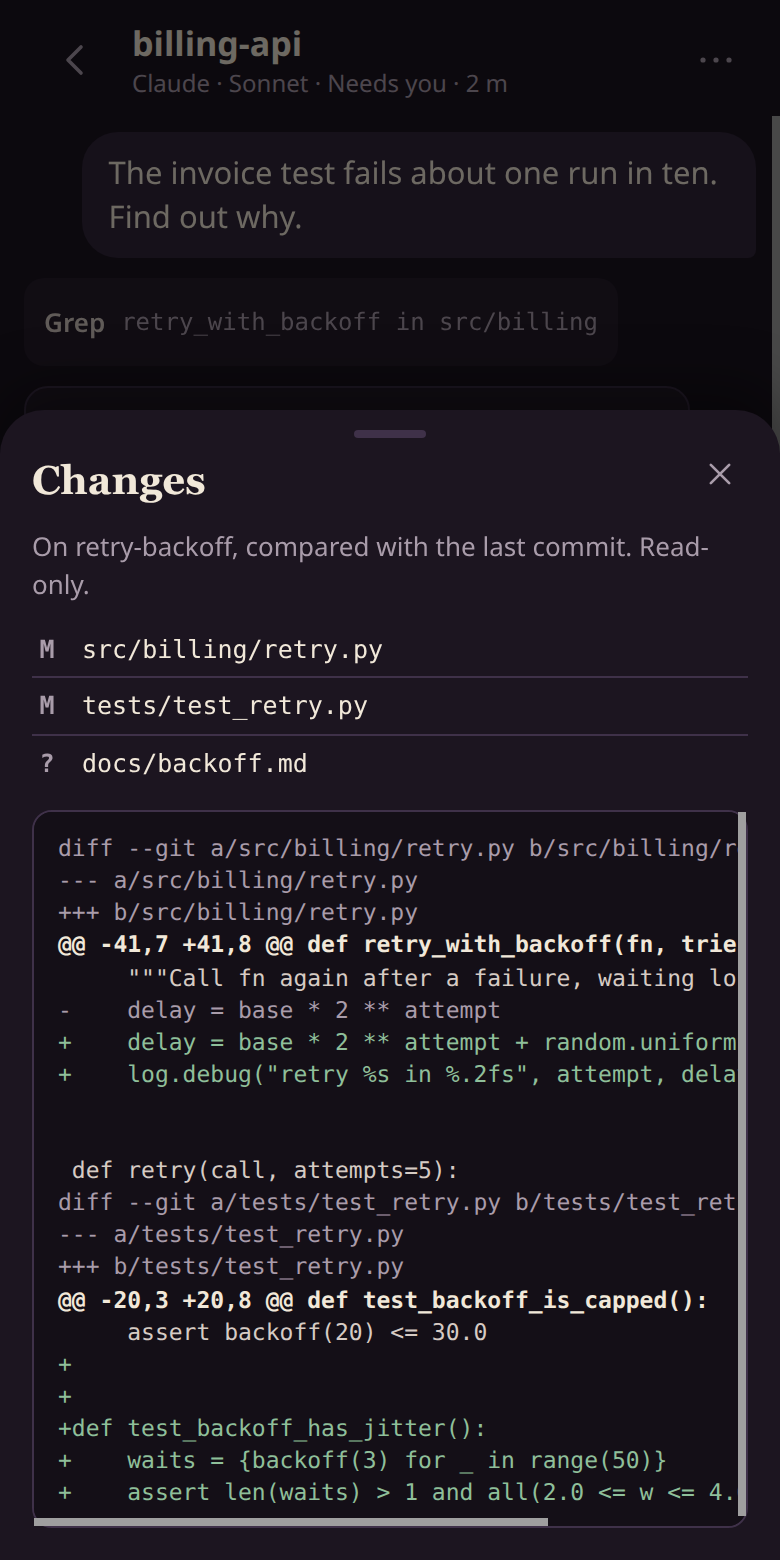 billing-api
Claude · Sonnet · Needs you · 2 m
The invoice test fails about one run in ten.
Find out why.
Grep retry_with_backoff in src/billing
Changes
On retry-backoff, compared with the last commit. Read-
only.
M src/billing/retry.py
M tests/test_retry.py
? docs/backoff.md
diff --git a/src/billing/retry.py b/src/billing/r
--- a/src/billing/retry.py
+++ b/src/billing/retry.py
@@ -41,7 +41,8 @@ def retry_with_backoff(fn, trie
     """Call fn again after a failure, waiting lo
-    delay = base * 2 ** attempt
+    delay = base * 2 ** attempt + random.uniform
+    log.debug("retry %s in %.2fs", attempt, dela
 def retry(call, attempts=5):
diff --git a/tests/test_retry.py b/tests/test_ret
--- a/tests/test_retry.py
+++ b/tests/test_retry.py
@@ -20,3 +20,8 @@ def test_backoff_is_capped():
     assert backoff(20) <= 30.0
+
+
+def test_backoff_has_jitter():
+    waits = {backoff(3) for _ in range(50)}
+    assert len(waits) > 1 and all(2.0 <= w <= 4.